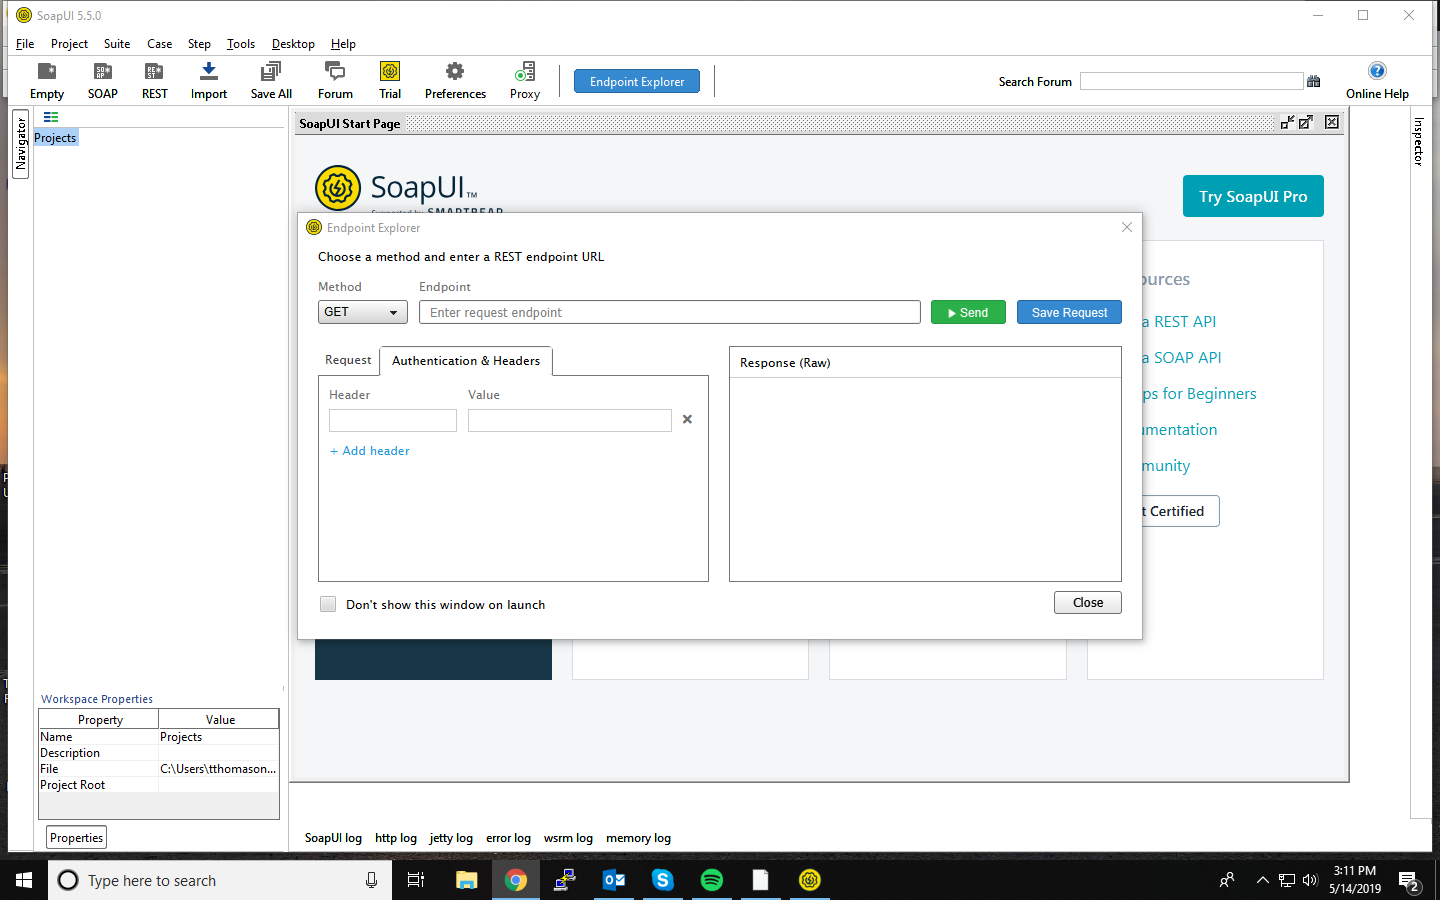 SoapUI 5.5.0
File Project Suite Case Step Tools Desktop Help
Empty SOAP REST Import Save All Forum Trial Preferences Proxy Endpoint Explorer Search Forum Online Help
Navigator
Projects
SoapUI Start Page
Inspector
SoapUI™
Try SoapUI Pro
Endpoint Explorer
Choose a method and enter a REST endpoint URL
Method Endpoint
GET Enter request endpoint Send Save Request
Request Authentication & Headers
Response (Raw)
Header Value
+ Add header
Don't show this window on launch
Close
ources
a REST API
a SOAP API
ps for Beginners
umentation
munity
t Certified
Workspace Properties
Property Value
Name Projects
Description
File C:\Users\tthomason...
Project Root
Properties
SoapUI log http log jetty log error log wsrm log memory log
Type here to search
3:11 PM
5/14/2019
2